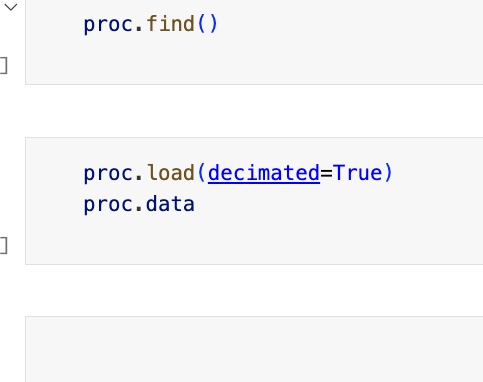 proc.find()
]
proc.load(decimated=True)
proc.data
]